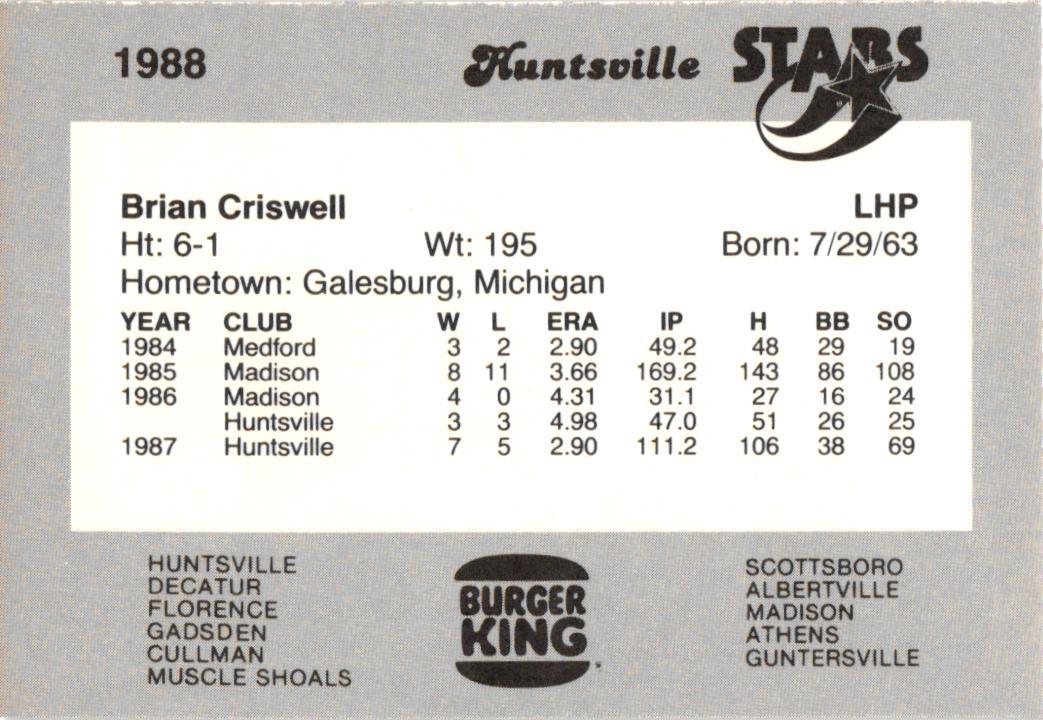 1988 Huntsville STARS
Brian Criswell LHP
Ht: 6-1 Wt: 195 Born: 7/29/63
Hometown: Galesburg, Michigan
YEAR CLUB W L ERA IP H BB SO
1984 Medford 3 2 2.90 49.2 48 29 19
1985 Madison 8 11 3.66 169.2 143 86 108
1986 Madison 4 0 4.31 31.1 27 16 24
Huntsville 3 3 4.98 47.0 51 26 25
1987 Huntsville 7 5 2.90 111.2 106 38 69
HUNTSVILLE
DECATUR
FLORENCE
GADSDEN
CULLMAN
MUSCLE SHOALS
BURGER
KING
SCOTTSBORO
ALBERTVILLE
MADISON
ATHENS
GUNTERSVILLE